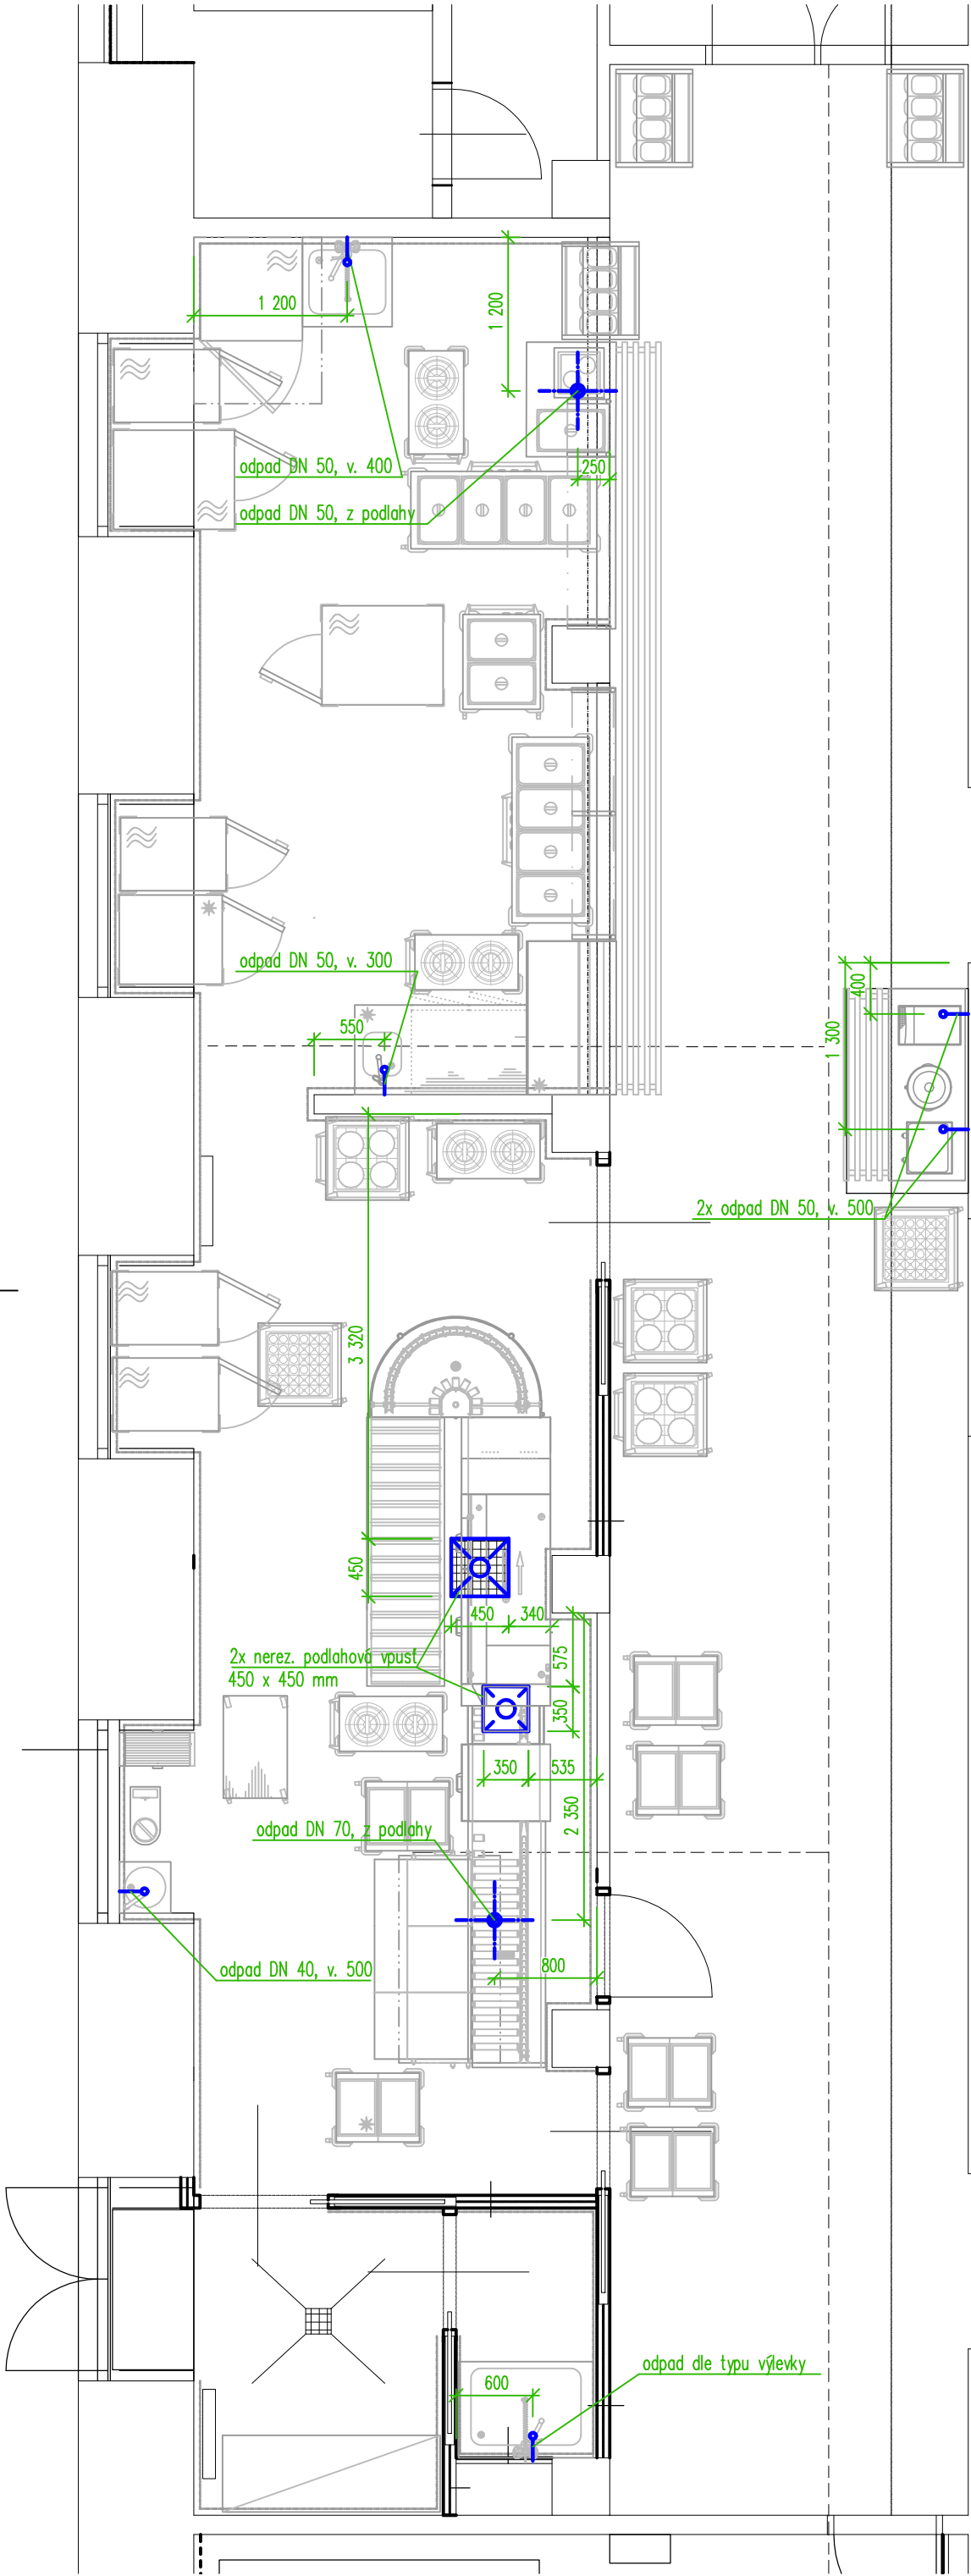 1 200
1 200
odpad DN 50, v. 400
250
odpad DN 50, z podlahy
odpad DN 50, v. 300
400
550
1 300
2x odpad DN 50, v. 500
3 320
450
450
340
575
2x nerez. podlahová vpusť
450 x 450 mm
350
350
535
2 350
odpad DN 70, z podlahy
odpad DN 40, v. 500
800
odpad dle typu výlevky
600